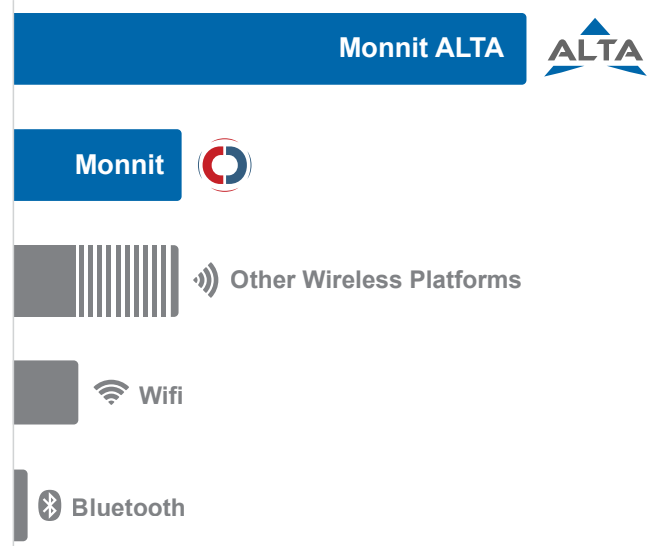 Monnit ALTA
ALTA
Monnit
Other Wireless Platforms
Wifi
Bluetooth